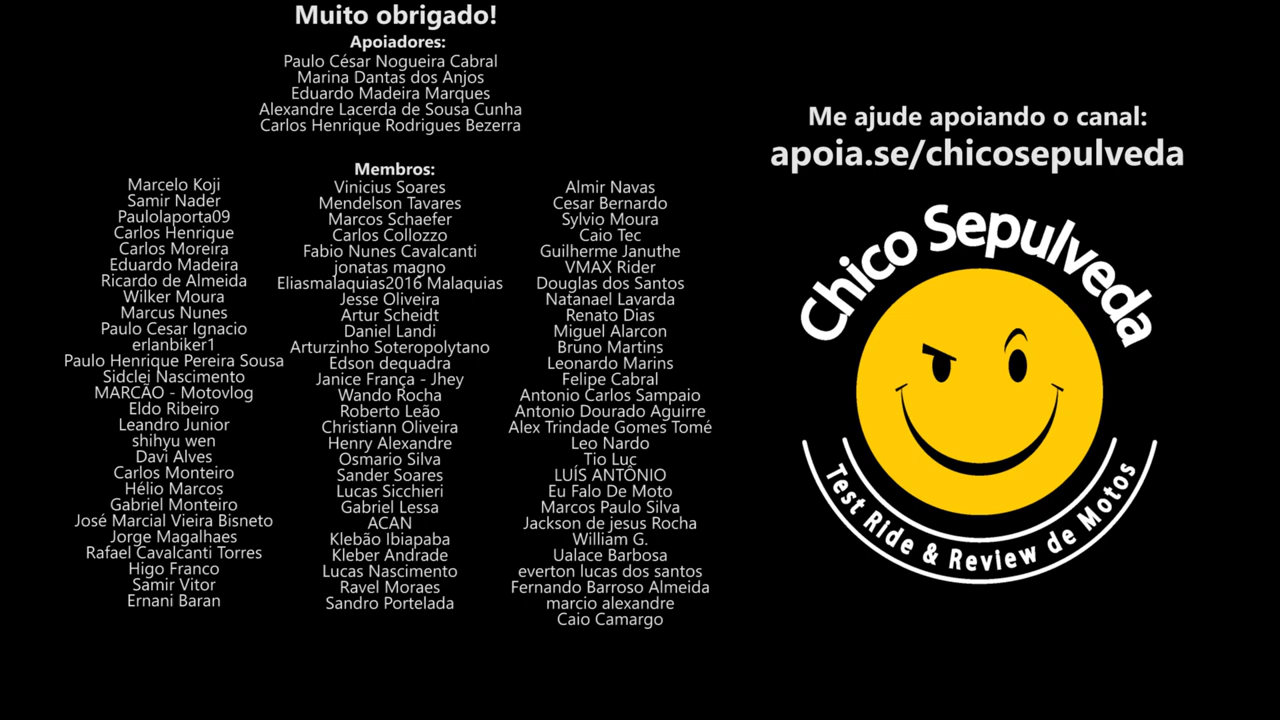 Muito obrigado!
Apoiadores:
Paulo César Nogueira Cabral
Marina Dantas dos Anjos
Eduardo Madeira Marques
Alexandre Lacerda de Sousa Cunha
Carlos Henrique Rodrigues Bezerra
Membros:
Marcelo Koji
Samir Nader
Paulolaporta09
Carlos Henrique
Carlos Moreira
Eduardo Madeira
Ricardo de Almeida
Wilker Moura
Marcus Nunes
Paulo Cesar Ignacio
erlanbiker1
Paulo Henrique Pereira Sousa
Sidclei Nascimento
MARCÃO - Motovlog
Eldo Ribeiro
Leandro Junior
shihyu wen
Davi Alves
Carlos Monteiro
Hélio Marcos
Gabriel Monteiro
José Marcial Vieira Bisneto
Jorge Magalhaes
Rafael Cavalcanti Torres
Higo Franco
Samir Vitor
Ernani Baran
Vinicius Soares
Mendelson Tavares
Marcos Schaefer
Carlos Collozzo
Fabio Nunes Cavalcanti
jonatas magno
Eliasmalaquias2016 Malaquias
Jesse Oliveira
Artur Scheidt
Daniel Landi
Arturzinho Soteropolytano
Edson dequadra
Janice França - Jhey
Wando Rocha
Roberto Leão
Christiann Oliveira
Henry Alexandre
Osmario Silva
Sander Soares
Lucas Sicchieri
Gabriel Lessa
ACAN
Klebão Ibiapaba
Kleber Andrade
Lucas Nascimento
Ravel Moraes
Sandro Portelada
Almir Navas
Cesar Bernardo
Sylvio Moura
Caio Tec
Guilherme Januthe
VMAX Rider
Douglas dos Santos
Natanael Lavarda
Renato Dias
Miguel Alarcon
Bruno Martins
Leonardo Marins
Felipe Cabral
Antonio Carlos Sampaio
Antonio Dourado Aguirre
Alex Trindade Gomes Tomé
Leo Nardo
Tio Luc
LUÍS ANTÔNIO
Eu Falo De Moto
Marcos Paulo Silva
Jackson de jesus Rocha
William G.
Ualace Barbosa
everton lucas dos santos
Fernando Barroso Almeida
marcio alexandre
Caio Camargo
Me ajude apoiando o canal:
apoia.se/chicosepulveda
Chico Sepulveda
Test Ride & Review de Motos